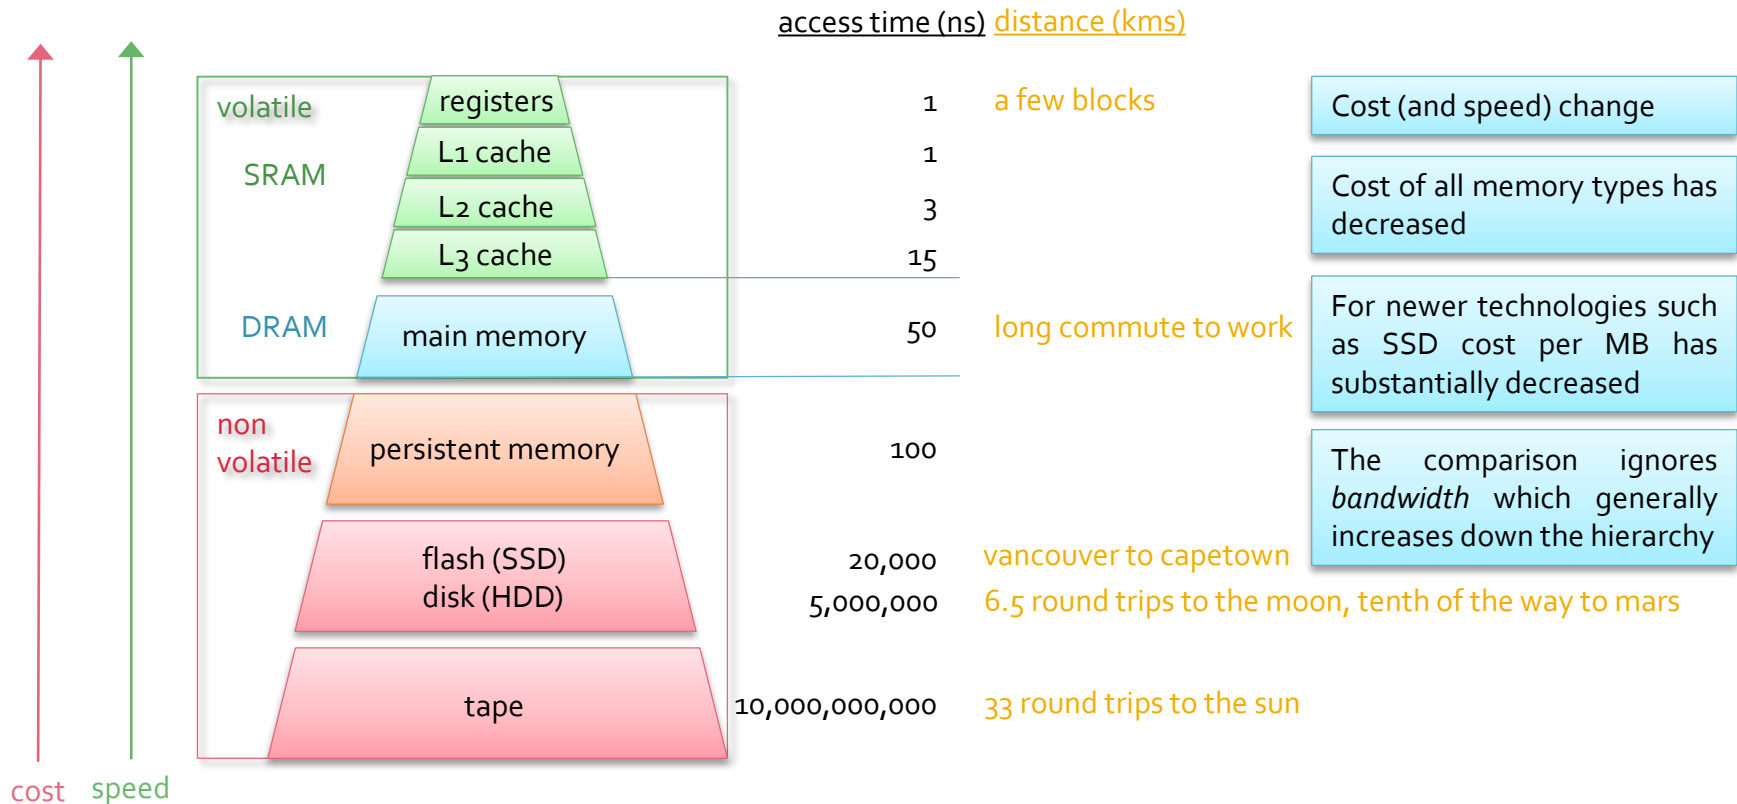 access time (ns) distance (kms)
volatile
registers
1
a few blocks
Cost (and speed) change
SRAM
L1 cache
1
L2 cache
3
Cost of all memory types has
decreased
L3 cache
15
DRAM
main memory
50
long commute to work
For newer technologies such
as SSD cost per MB has
substantially decreased
non
volatile
persistent memory
100
The comparison ignores
bandwidth which generally
increases down the hierarchy
flash (SSD)
20,000
vancouver to capetown
disk (HDD)
5,000,000
6.5 round trips to the moon, tenth of the way to mars
tape
10,000,000,000
33 round trips to the sun
cost
speed